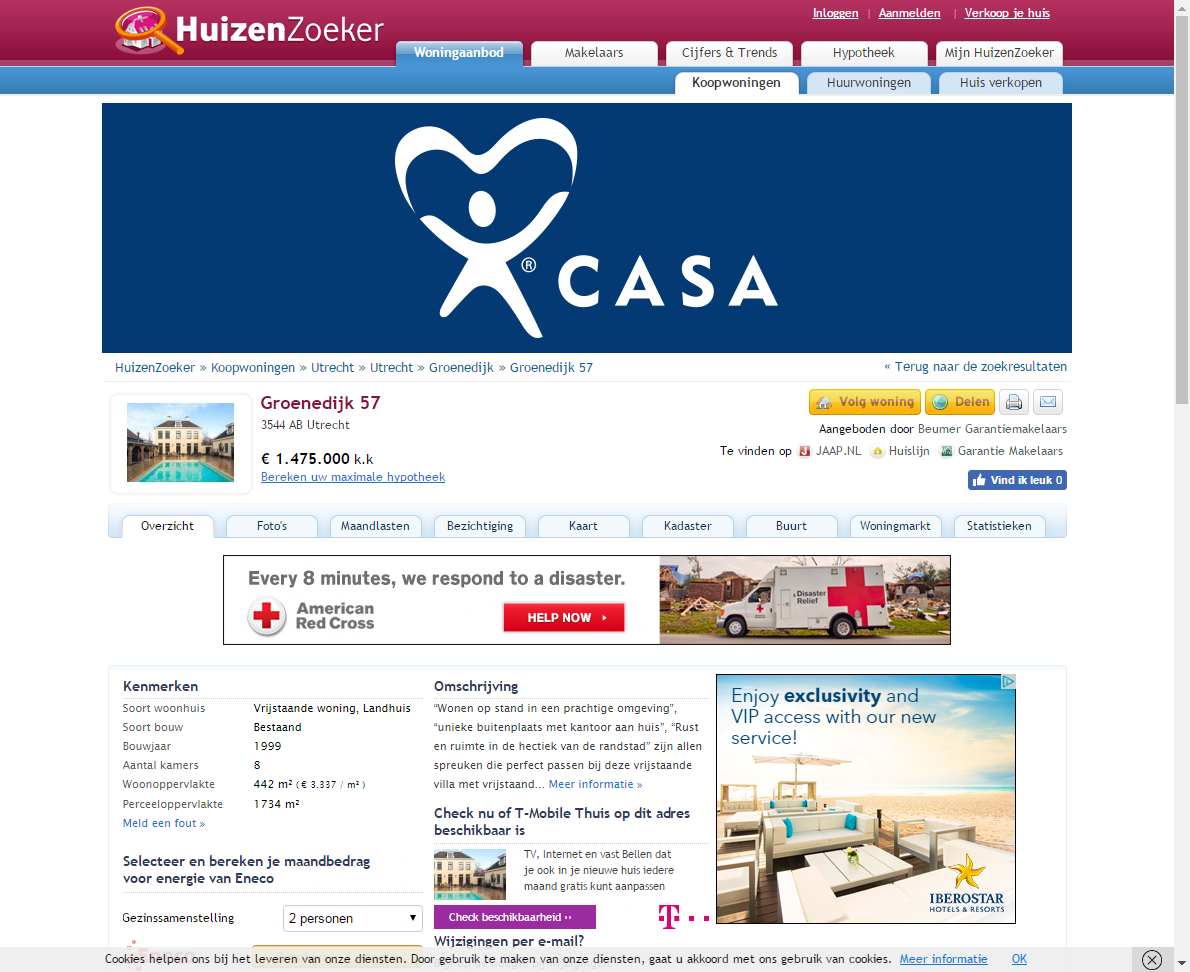 Inloggen | Aanmelden | Verkoop je huis
HuizenZoeker
Woningaanbod Makelaars Cijfers & Trends Hypotheek Mijn HuizenZoeker
Koopwoningen Huurwoningen Huis verkopen
® CASA
HuizenZoeker » Koopwoningen » Utrecht » Utrecht » Groenedijk » Groenedijk 57
« Terug naar de zoekresultaten
Groenedijk 57
3544 AB Utrecht
€ 1.475.000 k.k
Bereken uw maximale hypotheek
Volg woning Delen
Aangeboden door Beumer Garantiemakelaars
Te vinden op JAAP.NL Huislijn Garantie Makelaars
Vind ik leuk 0
Overzicht Foto's Maandlasten Bezichtiging Kaart Kadaster Buurt Woningmarkt Statistieken
Every 8 minutes, we respond to a disaster.
American
Red Cross
HELP NOW
Disaster
Relief
Kenmerken
Soort woonhuis Vrijstaande woning, Landhuis
Soort bouw Bestaand
Bouwjaar 1999
Aantal kamers 8
Woonoppervlakte 442 m² ( € 3.337 / m² )
Perceeloppervlakte 1734 m²
Meld een fout »
Selecteer en bereken je maandbedrag
voor energie van Eneco
Gezinssamenstelling 2 personen
Omschrijving
“Wonen op stand in een prachtige omgeving”,
“unieke buitenplaats met kantoor aan huis”, “Rust
en ruimte in de hectiek van de randstad” zijn allen
spreuken die perfect passen bij deze vrijstaande
villa met vrijstaand... Meer informatie »
Check nu of T-Mobile Thuis op dit adres
beschikbaar is
TV, Internet en vast Bellen dat
je ook in je nieuwe huis iedere
maand gratis kunt aanpassen
Check beschikbaarheid ››
T
Wijzigingen per e-mail?
Enjoy exclusivity and
VIP access with our new
service!
IBEROSTAR
HOTELS & RESORTS
Cookies helpen ons bij het leveren van onze diensten. Door gebruik te maken van onze diensten, gaat u akkoord met ons gebruik van cookies. Meer informatie OK